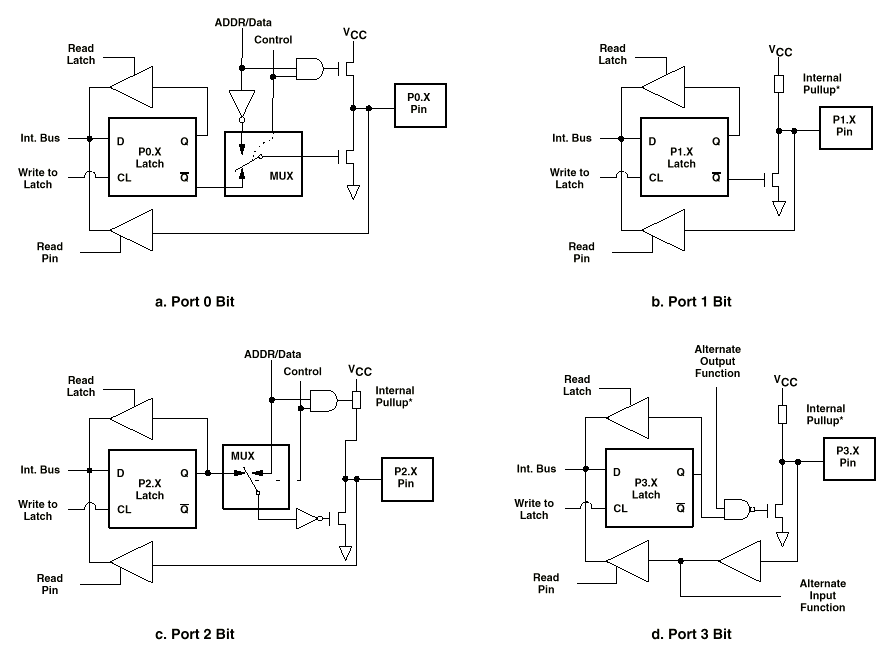 ADDR/Data
Control
VCC
Read
Latch
P0.X
Pin
Int. Bus
D
Q
P0.X
Latch
Write to
Latch
CL
Q̅
MUX
Read
Pin
a. Port 0 Bit
VCC
Read
Latch
Internal
Pullup*
P1.X
Pin
Int. Bus
D
Q
P1.X
Latch
Write to
Latch
CL
Q̅
Read
Pin
b. Port 1 Bit
ADDR/Data
Control
VCC
Read
Latch
Internal
Pullup*
MUX
P2.X
Pin
Int. Bus
D
Q
P2.X
Latch
Write to
Latch
CL
Q̅
Read
Pin
c. Port 2 Bit
Alternate
Output
Function
VCC
Read
Latch
Internal
Pullup*
P3.X
Pin
Int. Bus
D
Q
P3.X
Latch
Write to
Latch
CL
Q̅
Read
Pin
Alternate
Input
Function
d. Port 3 Bit